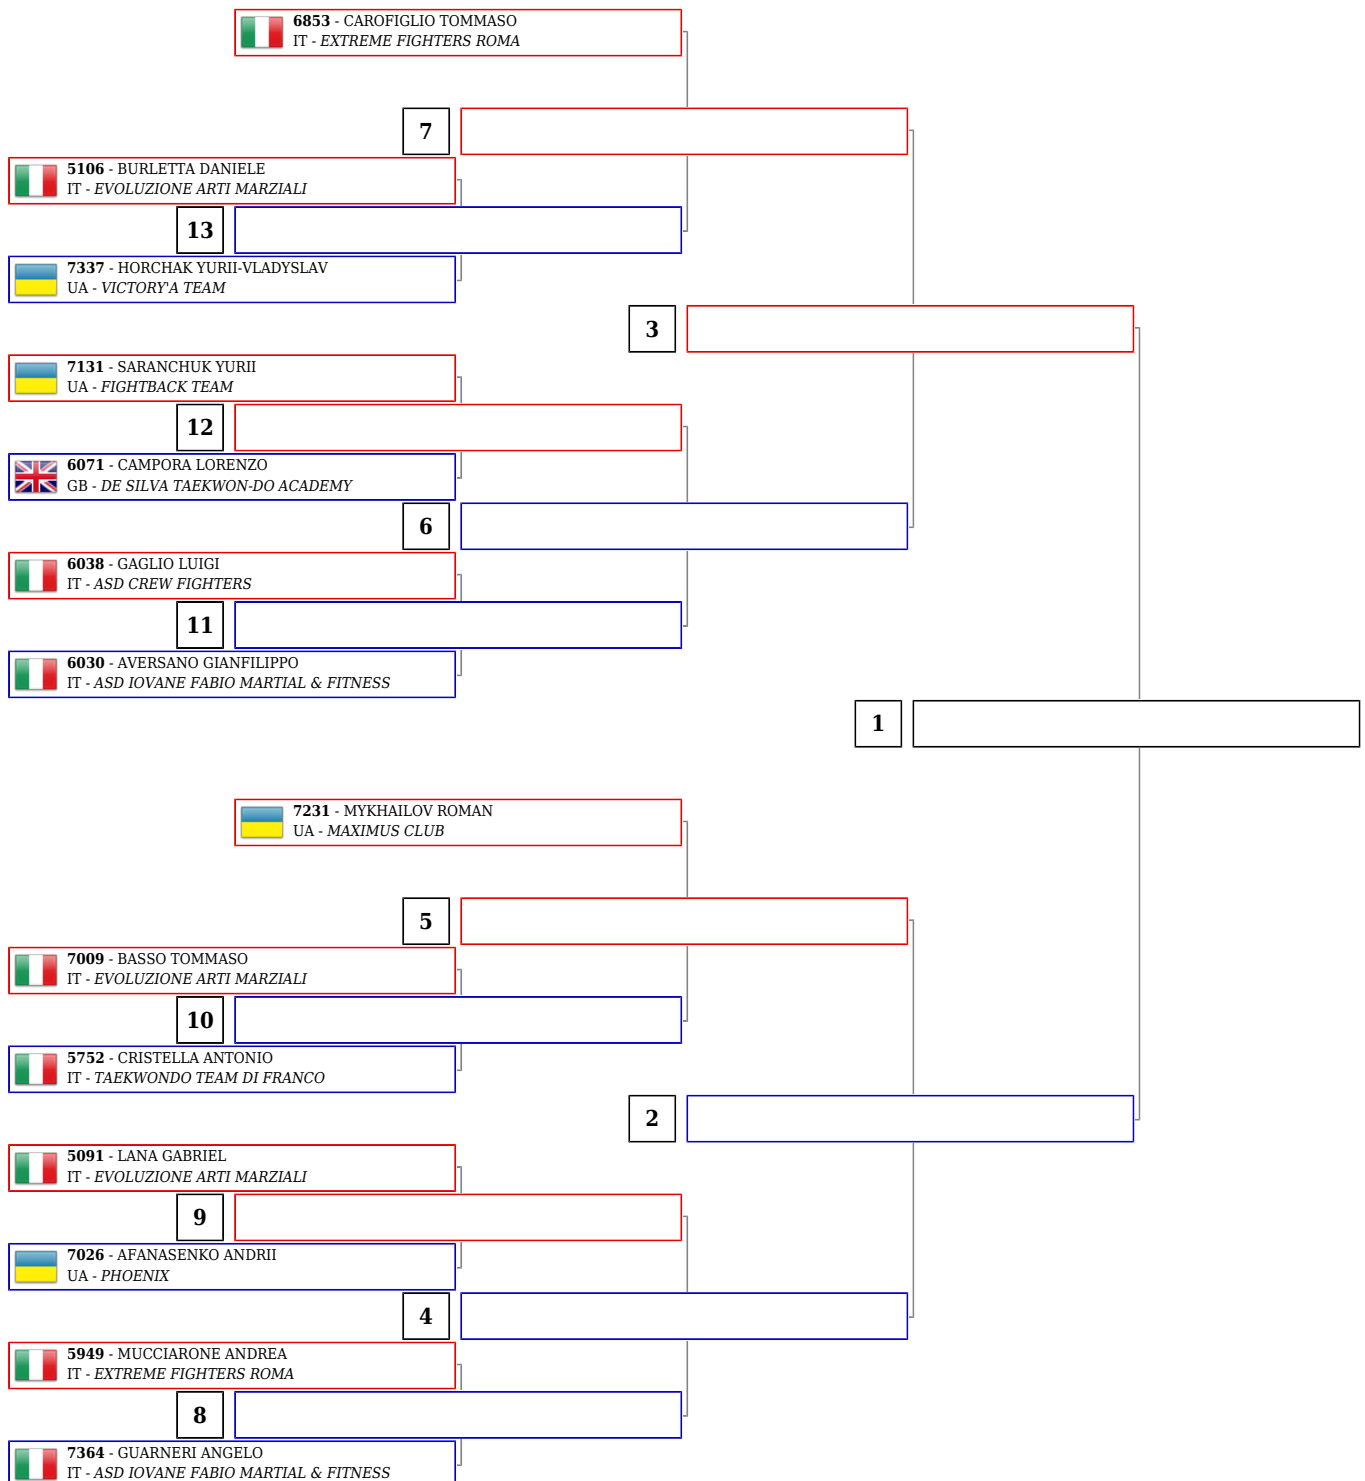 6853 - CAROFIGLIO TOMMASO
IT - EXTREME FIGHTERS ROMA
7
5106 - BURLETTA DANIELE
IT - EVOLUZIONE ARTI MARZIALI
13
7337 - HORCHAK YURII-VLADYSLAV
UA - VICTORY'A TEAM
3
7131 - SARANCHUK YURII
UA - FIGHTBACK TEAM
12
6071 - CAMPORA LORENZO
GB - DE SILVA TAEKWON-DO ACADEMY
6
6038 - GAGLIO LUIGI
IT - ASD CREW FIGHTERS
11
6030 - AVERSANO GIANFILIPPO
IT - ASD IOVANE FABIO MARTIAL & FITNESS
1
7231 - MYKHAILOV ROMAN
UA - MAXIMUS CLUB
5
7009 - BASSO TOMMASO
IT - EVOLUZIONE ARTI MARZIALI
10
5752 - CRISTELLA ANTONIO
IT - TAEKWONDO TEAM DI FRANCO
2
5091 - LANA GABRIEL
IT - EVOLUZIONE ARTI MARZIALI
9
7026 - AFANASENKO ANDRII
UA - PHOENIX
4
5949 - MUCCIARONE ANDREA
IT - EXTREME FIGHTERS ROMA
8
7364 - GUARNERI ANGELO
IT - ASD IOVANE FABIO MARTIAL & FITNESS